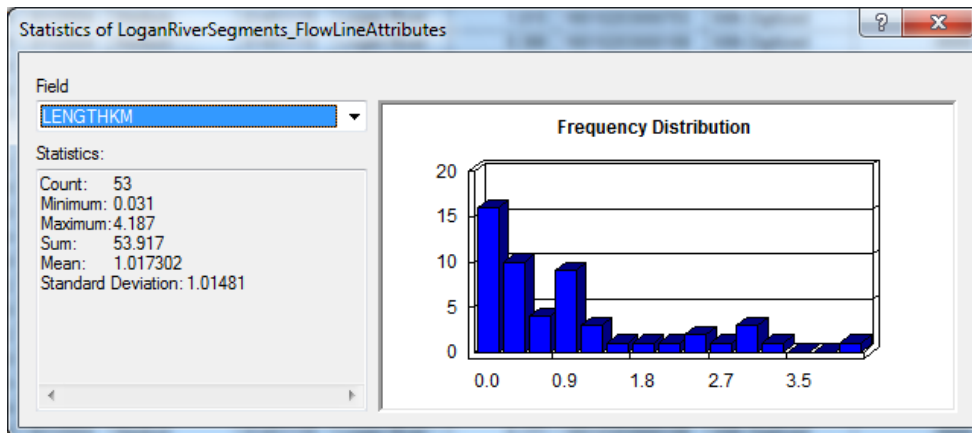 Statistics of LoganRiverSegments_FlowLineAttributes
Field
LENGTHKM
Statistics:
Count: 53
Minimum: 0.031
Maximum: 4.187
Sum: 53.917
Mean: 1.017302
Standard Deviation: 1.01481
Frequency Distribution
20
15
10
5
0
0.0 0.9 1.8 2.7 3.5